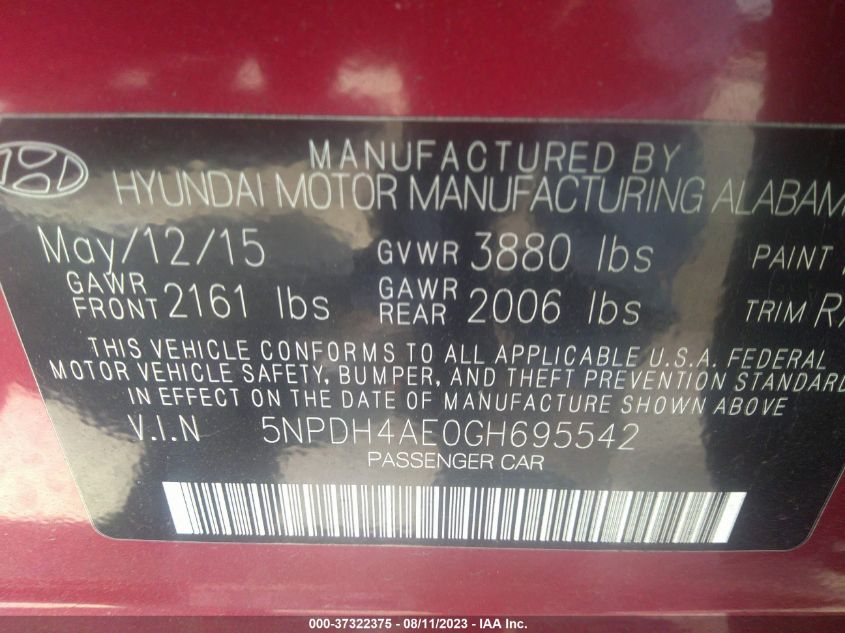 MANUFACTURED BY
HYUNDAI MOTOR MANUFACTURING ALABAM
May/12/15 GVWR 3880 lbs PAINT
GAWR FRONT 2161 lbs GAWR REAR 2006 lbs TRIM
THIS VEHICLE CONFORMS TO ALL APPLICABLE U.S.A. FEDERAL
MOTOR VEHICLE SAFETY, BUMPER, AND THEFT PREVENTION STANDARD
IN EFFECT ON THE DATE OF MANUFACTURE SHOWN ABOVE
V.I.N 5NPDH4AE0GH695542
PASSENGER CAR
000-37322375 - 08/11/2023 - IAA Inc.